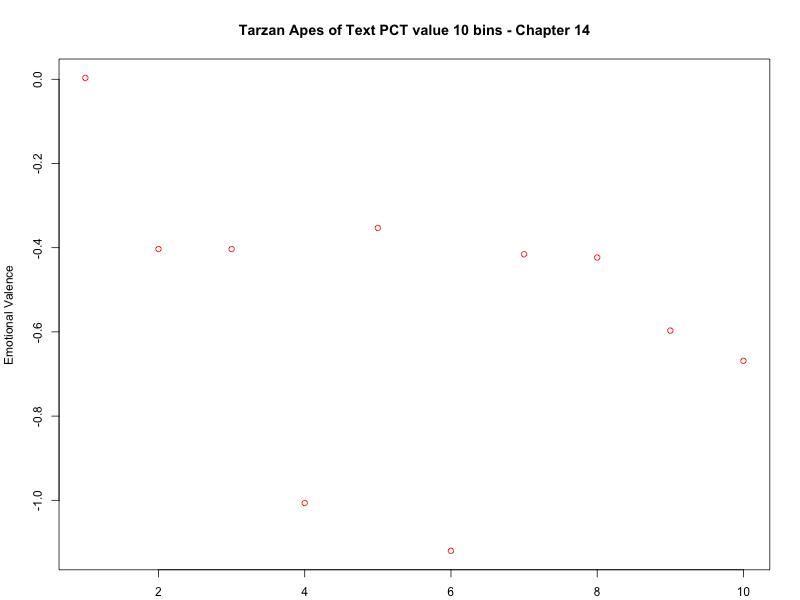 Tarzan Apes of Text PCT value 10 bins - Chapter 14
Emotional Valence
0.0
-0.2
-0.4
-0.6
-0.8
-1.0
2 4 6 8 10